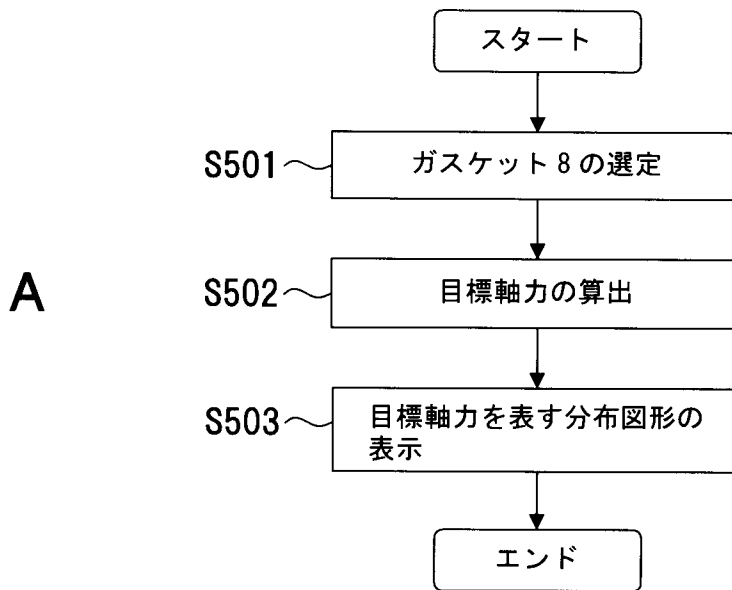 スタート
S501
ガスケット8の選定
A
S502
目標軸力の算出
S503
目標軸力を表す分布図形の
表示
エンド